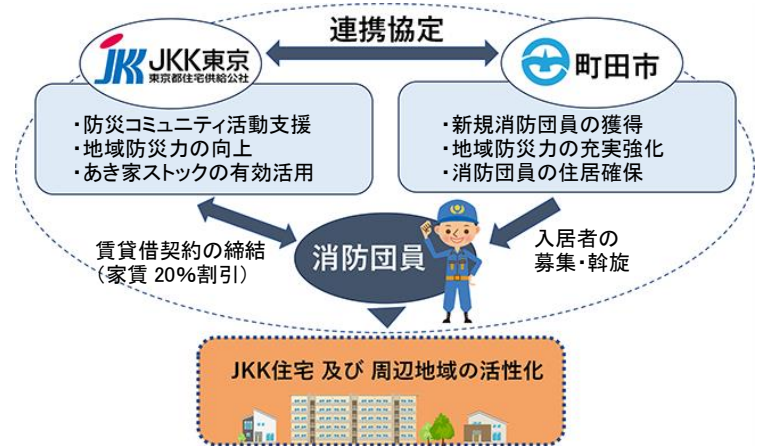 連携協定
JKK東京
東京都住宅供給公社
町田市
・防災コミュニティ活動支援
・地域防災力の向上
・あき家ストックの有効活用
・新規消防団員の獲得
・地域防災力の充実強化
・消防団員の住居確保
賃貸借契約の締結
（家賃 20%割引）
消防団員
入居者の
募集・斡旋
JKK住宅 及び 周辺地域の活性化